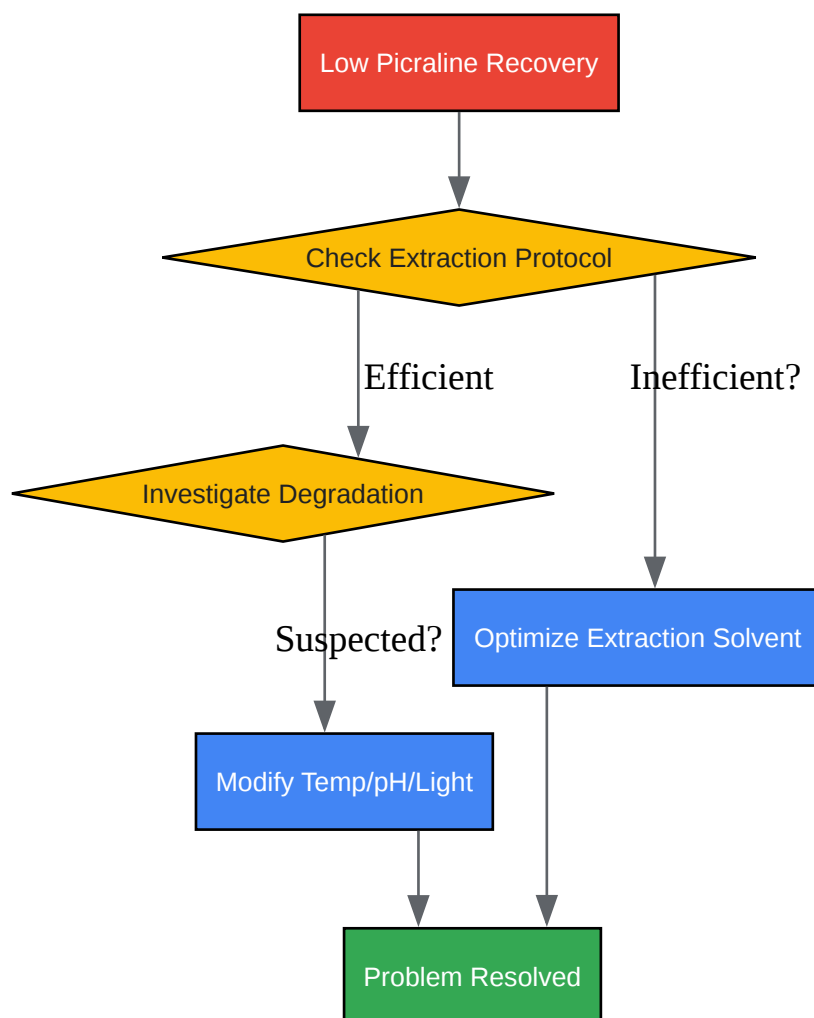 Low Picraline Recovery
Check Extraction Protocol
Efficient
Inefficient?
Investigate Degradation
Suspected?
Optimize Extraction Solvent
Modify Temp/pH/Light
Problem Resolved